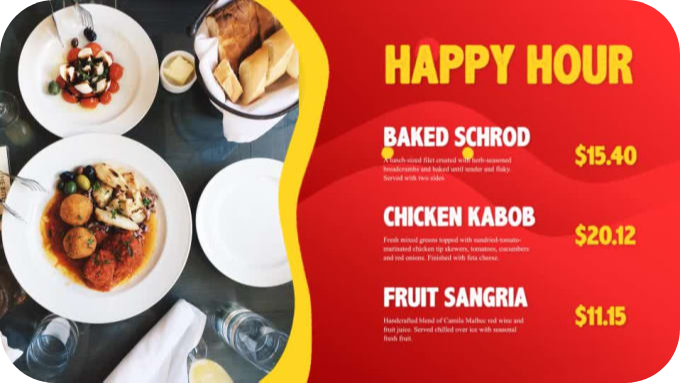 HAPPY HOUR
BAKED SCHROD
$15.40
A lunch-sized filet created with herb-seasoned
breadcrumbs and baked until tender and flaky.
Served with two sides.
CHICKEN KABOB
$20.12
Fresh mixed greens topped with sundried-tomato-
marinated chicken tip skewers, tomatoes, cucumbers
and red onions. Finished with feta cheese.
FRUIT SANGRIA
$11.15
Handcrafted blend of Camila Malbec red wine and
fruit juice. Served chilled over ice with seasonal
fresh fruit.